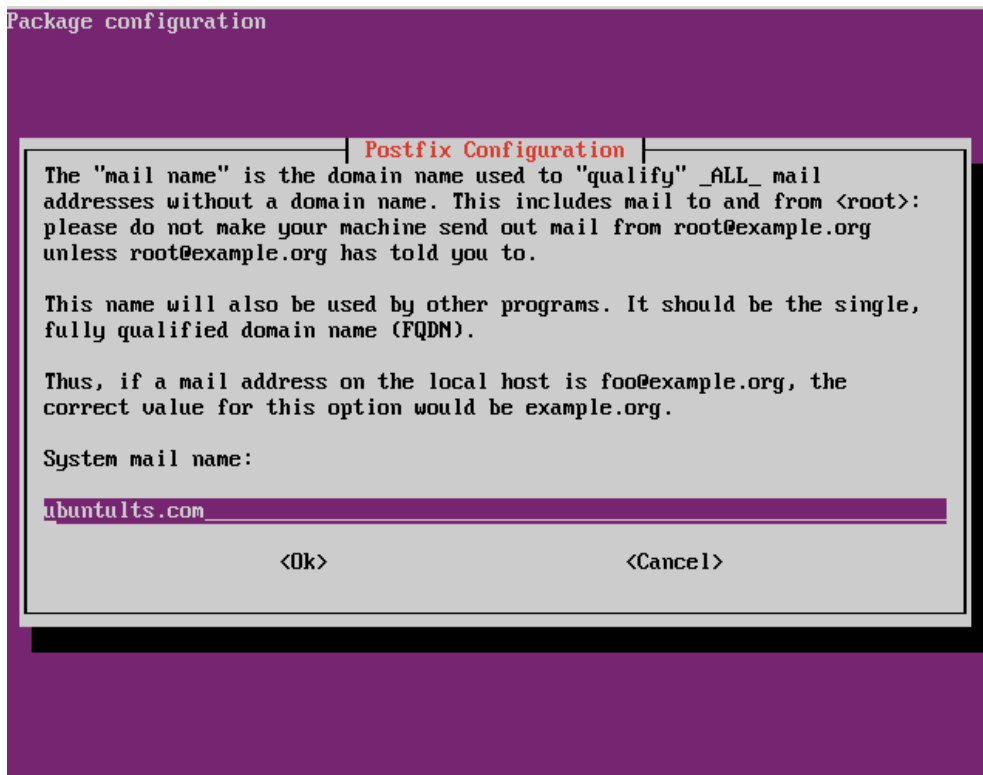 Package configuration
Postfix Configuration
The "mail name" is the domain name used to "qualify" _ALL_ mail
addresses without a domain name. This includes mail to and from <root>:
please do not make your machine send out mail from root@example.org
unless root@example.org has told you to.
This name will also be used by other programs. It should be the single,
fully qualified domain name (FQDN).
Thus, if a mail address on the local host is foo@example.org, the
correct value for this option would be example.org.
System mail name:
ubuntults.com
<Ok> <Cancel>